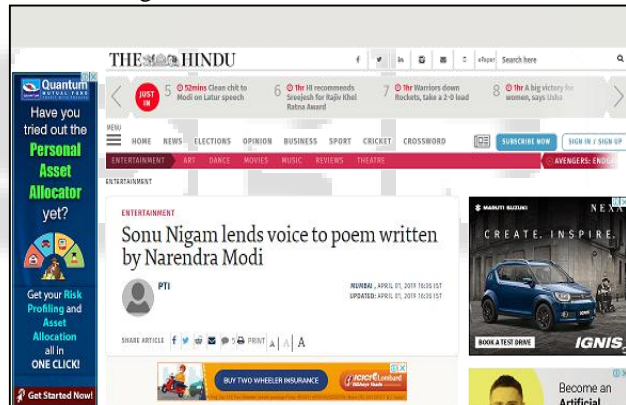 THE HINDU
ePaper
Search here
Quantum
MUTUAL FUND
Have you
tried out the
Personal
Asset
Allocator
yet?
Get your Risk
Profiling and
Asset
Allocation
all in
ONE CLICK!
Get Started Now!
JUST
IN
5 52mins Clean chit to
Modi on Latur speech
6 1hr HI recommends
Sreejesh for Rajiv Khel
Ratna Award
7 1hr Warriors down
Rockets, take a 2-0 lead
8 1hr A big victory for
women, says Usha
MENU
HOME NEWS ELECTIONS OPINION BUSINESS SPORT CRICKET CROSSWORD
SUBSCRIBE NOW
SIGN IN / SIGN UP
ENTERTAINMENT ART DANCE MOVIES MUSIC REVIEWS THEATRE
ENTERTAINMENT
ENTERTAINMENT
Sonu Nigam lends voice to poem written
by Narendra Modi
PTI
MUMBAI , APRIL 01, 2019 16:36 IST
UPDATED: APRIL 01, 2019 16:36 IST
SHARE ARTICLE 5 PRINT A A A
BUY TWO WHEELER INSURANCE
ICICI Lombard
MARUTI SUZUKI
NEXA
CREATE. INSPIRE.
BOOK A TEST DRIVE
IGNIS
Become an
Artificial